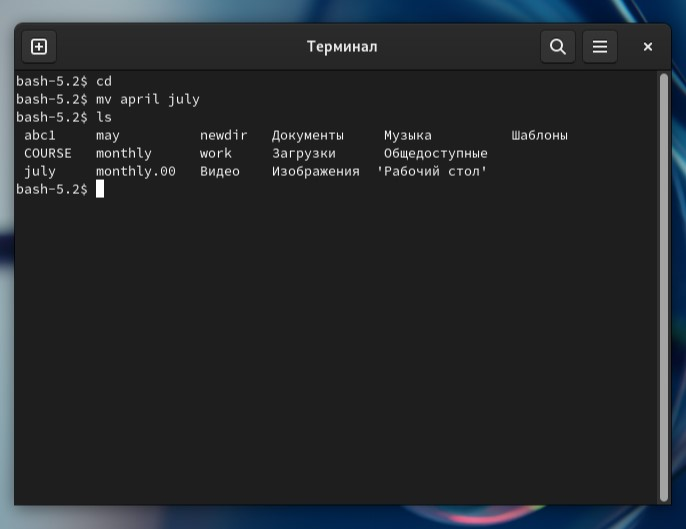 Терминал
bash-5.2$ cd
bash-5.2$ mv april july
bash-5.2$ ls
abc1 may newdir Документы Музыка Шаблоны
COURSE monthly work Загрузки Общедоступные
july monthly.00 Видео Изображения 'Рабочий стол'
bash-5.2$